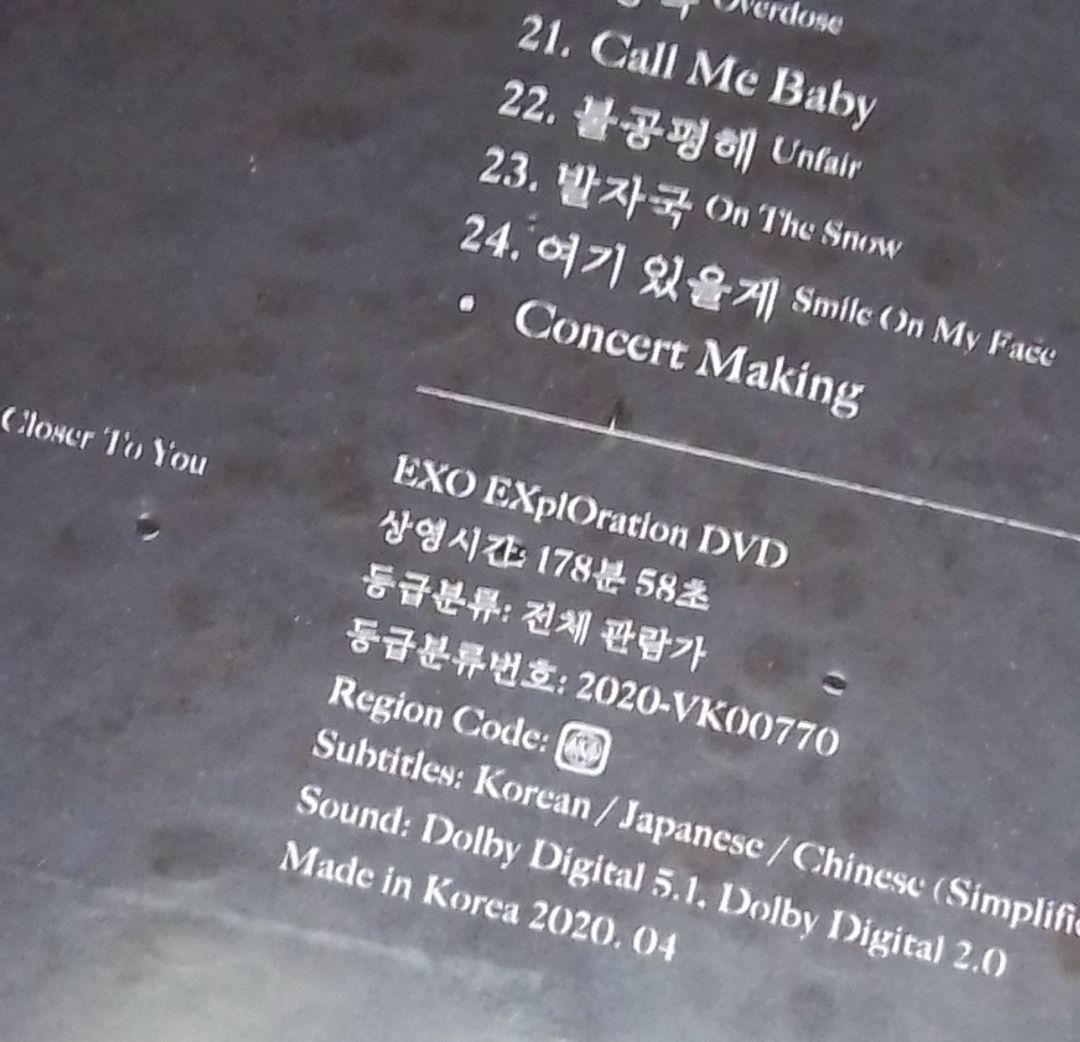 Overdose
21. Call Me Baby
22. 불공평해 Unfair
23. 발자국 On The Snow
24. 여기 있을게 Smile On My Face
• Concert Making
Closer To You
EXO EXplOration DVD
상영시간: 178분 58초
등급분류: 전체 관람가
등급분류번호: 2020-VK00770
Region Code:
Subtitles: Korean / Japanese / Chinese (Simplifie
Sound: Dolby Digital 5.1, Dolby Digital 2.0
Made in Korea 2020. 04